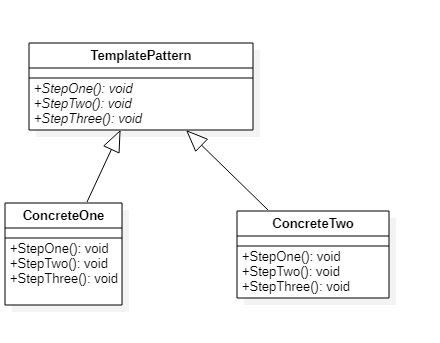 TemplatePattern
+StepOne(): void
+StepTwo(): void
+StepThree(): void
ConcreteOne
+StepOne(): void
+StepTwo(): void
+StepThree(): void
ConcreteTwo
+StepOne(): void
+StepTwo(): void
+StepThree(): void